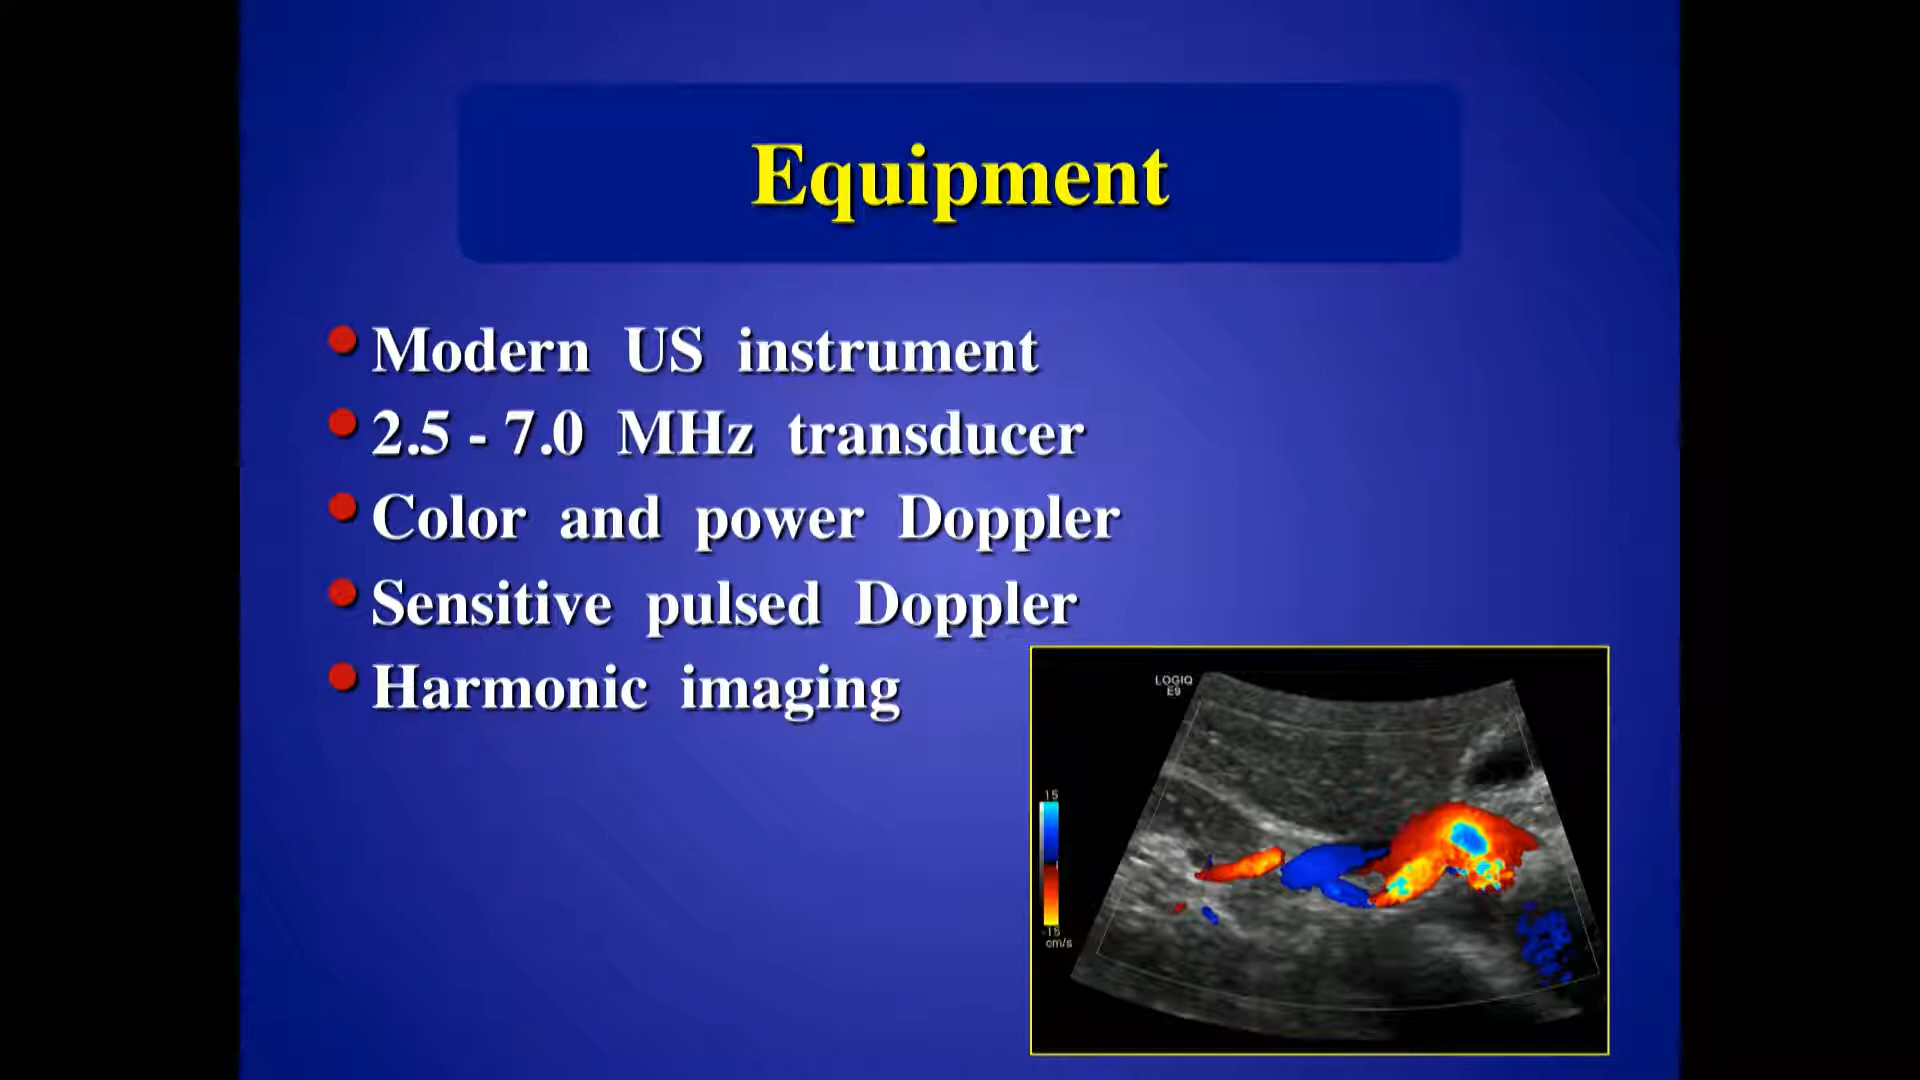 Equipment
Modern US instrument
2.5 - 7.0 MHz transducer
Color and power Doppler
Sensitive pulsed Doppler
Harmonic imaging
LOGIQ
E9
15
-15
cm/s